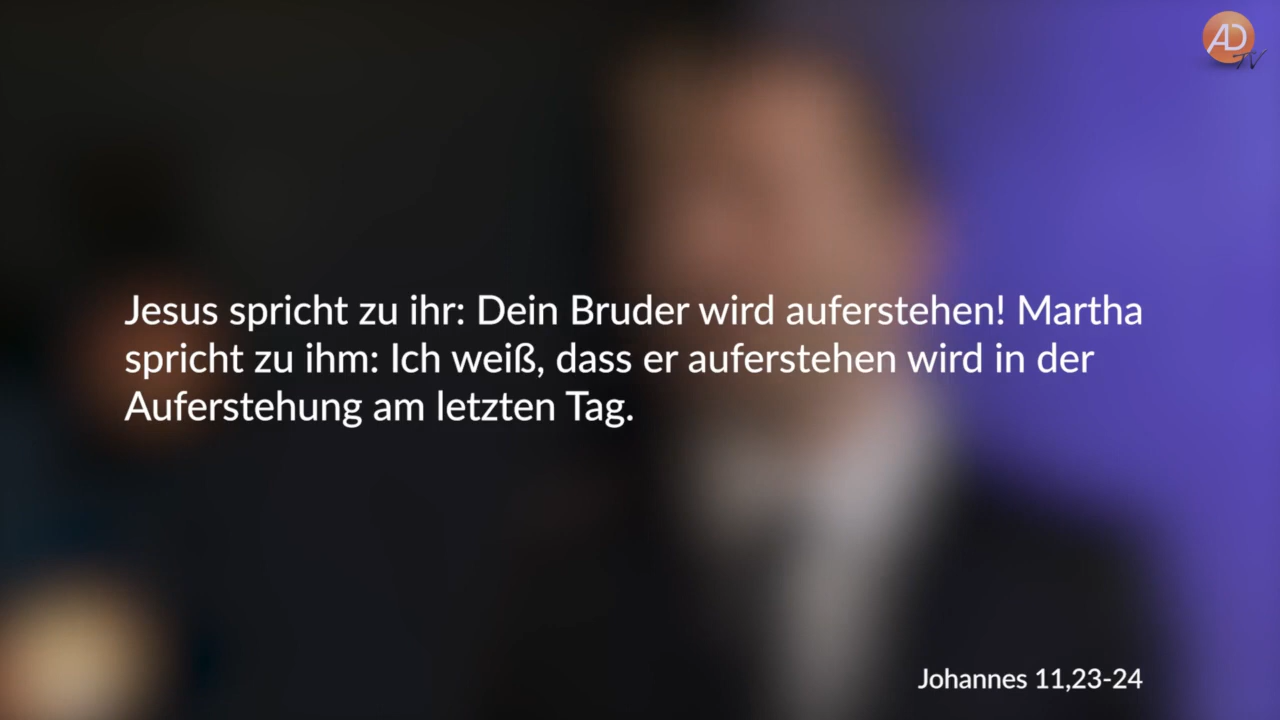 AD
TV
Jesus spricht zu ihr: Dein Bruder wird auferstehen! Martha
spricht zu ihm: Ich weiß, dass er auferstehen wird in der
Auferstehung am letzten Tag.
Johannes 11,23-24